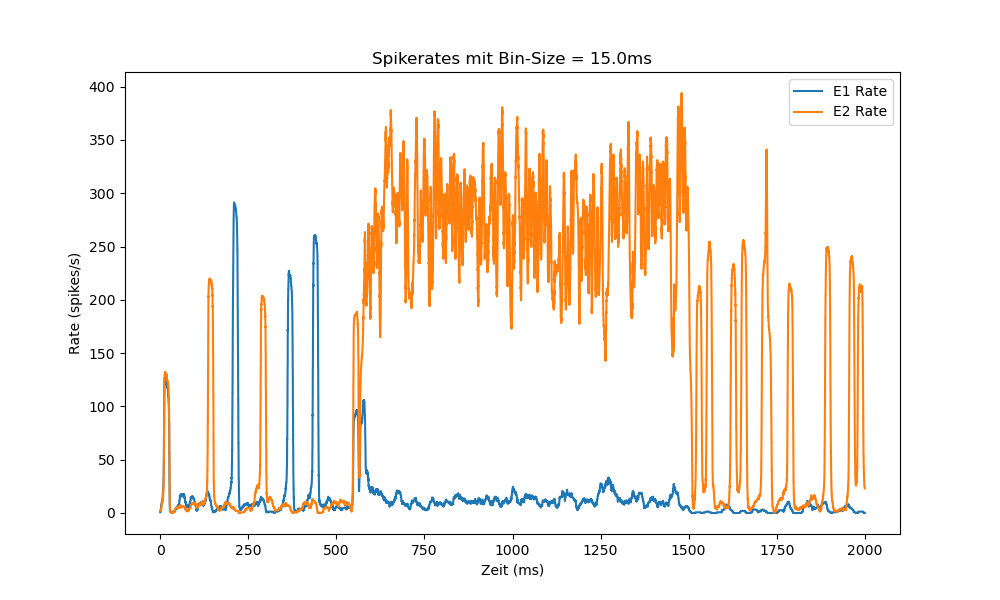 Spikerates mit Bin-Size = 15.0ms
E1 Rate
E2 Rate
Rate (spikes/s)
400
350
300
250
200
150
100
50
0
0 250 500 750 1000 1250 1500 1750 2000
Zeit (ms)